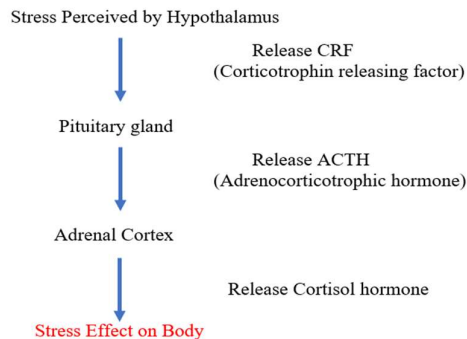 Stress Perceived by Hypothalamus
Release CRF
(Corticotrophin releasing factor)
Pituitary gland
Release ACTH
(Adrenocorticotrophic hormone)
Adrenal Cortex
Release Cortisol hormone
Stress Effect on Body